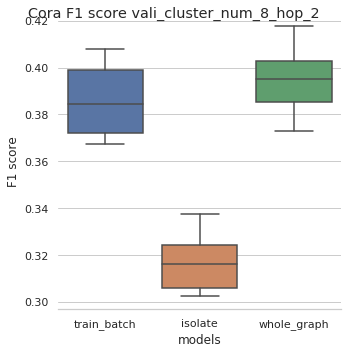 Cora F1 score vali_cluster_num_8_hop_2
0.42
0.40
0.38
0.36
0.34
0.32
0.30
F1 score
train_batch isolate whole_graph
models